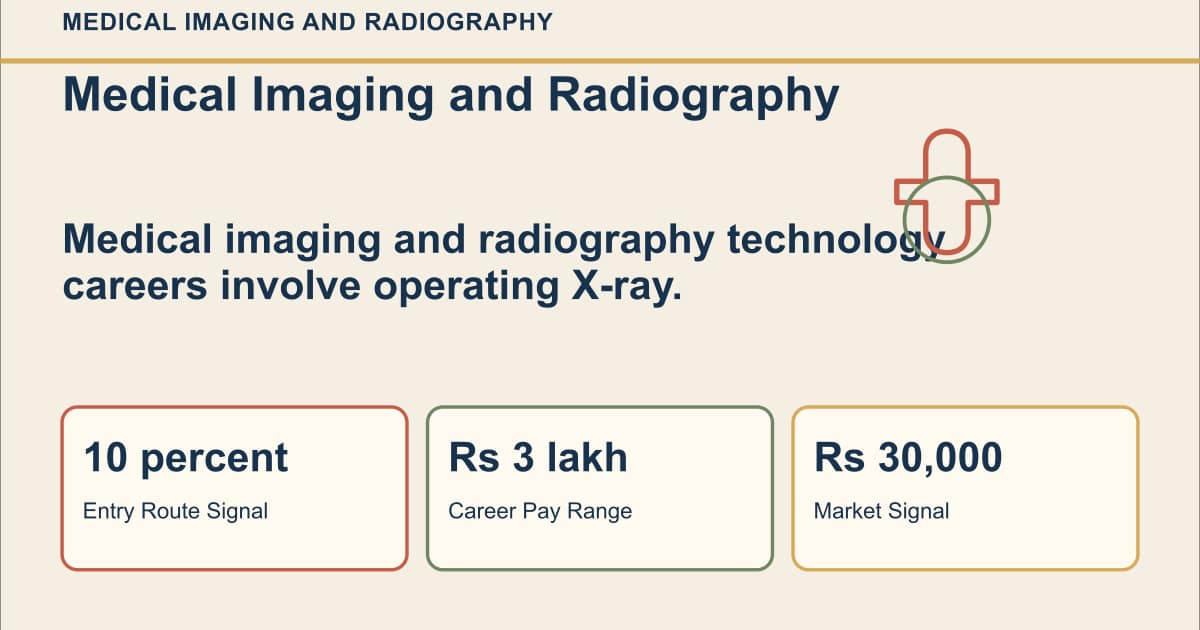 MEDICAL IMAGING AND RADIOGRAPHY
Medical Imaging and Radiography
Medical imaging and radiography technology
careers involve operating X-ray.
10 percent
Entry Route Signal
Rs 3 lakh
Career Pay Range
Rs 30,000
Market Signal